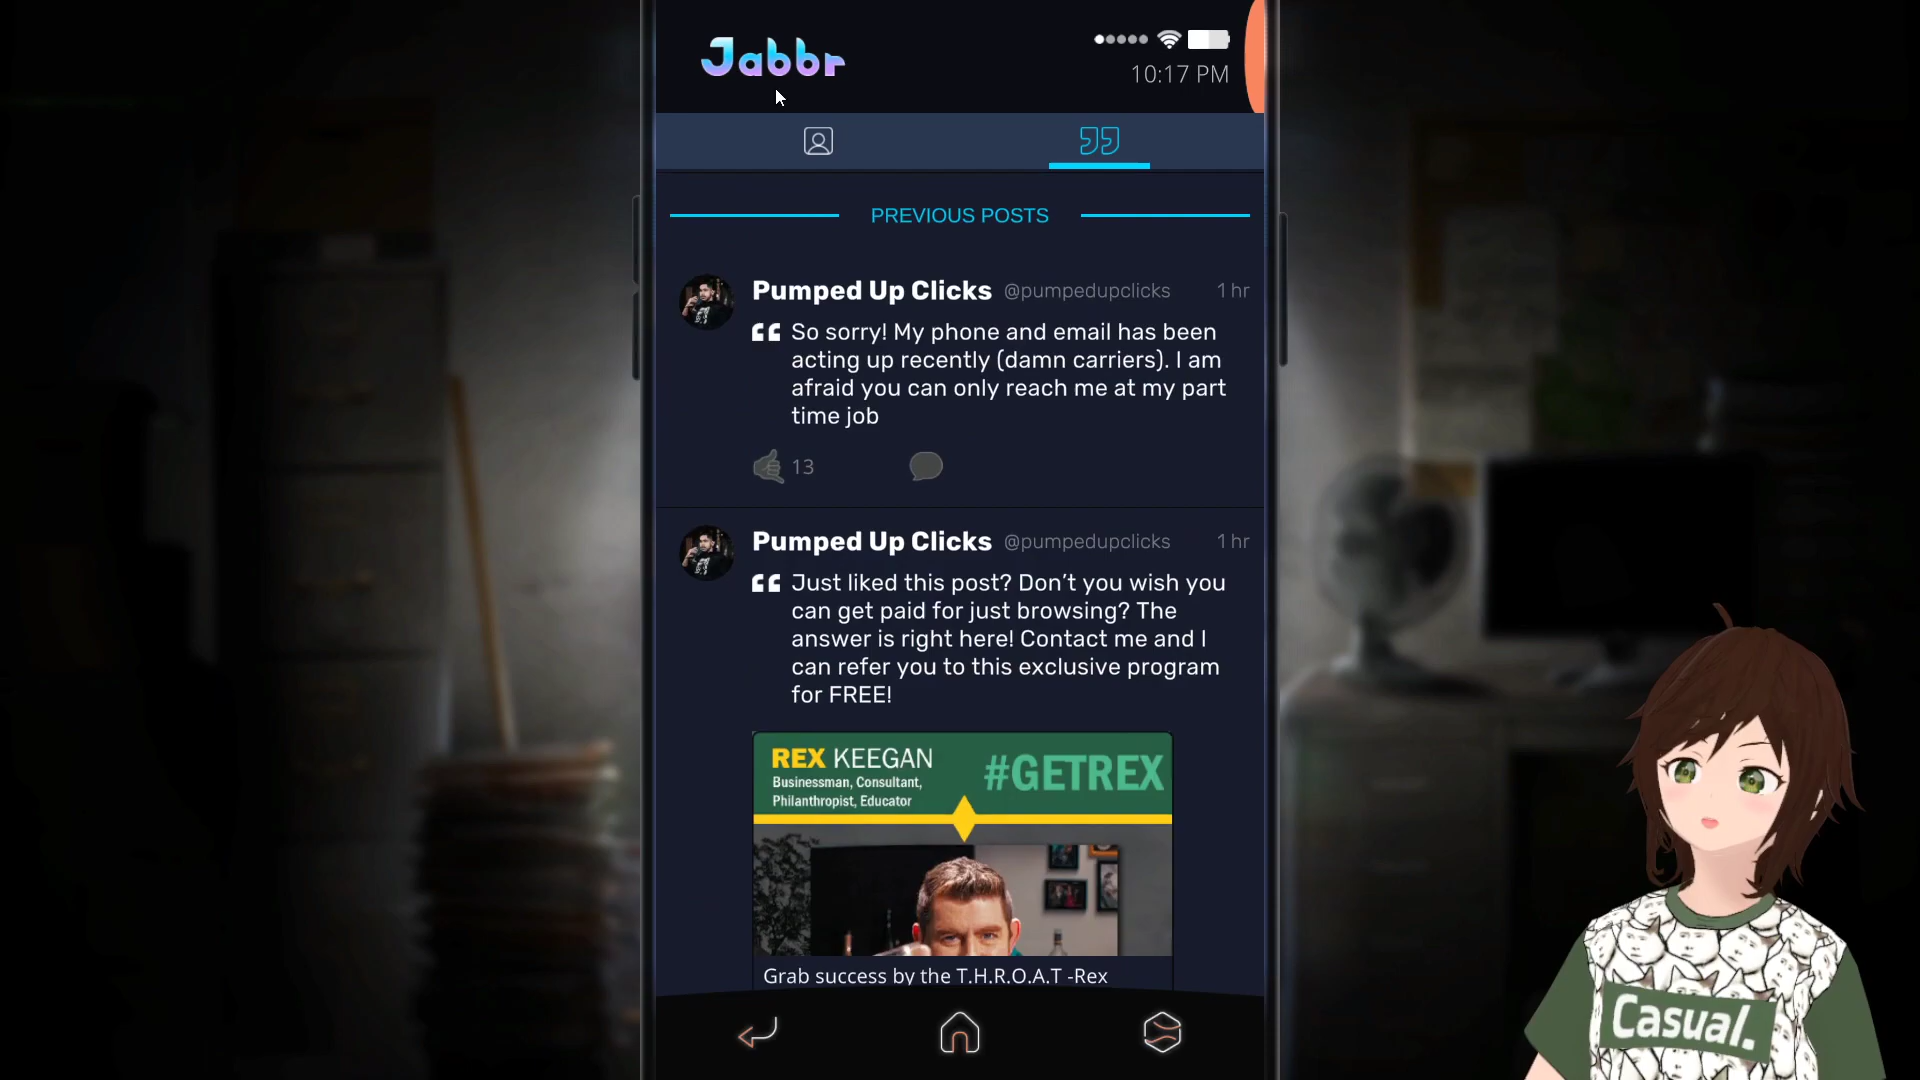 Jabbr
10:17 PM
PREVIOUS POSTS
Pumped Up Clicks @pumpedupclicks 1 hr
So sorry! My phone and email has been
acting up recently (damn carriers). I am
afraid you can only reach me at my part
time job
13
Pumped Up Clicks @pumpedupclicks 1 hr
Just liked this post? Don’t you wish you
can get paid for just browsing? The
answer is right here! Contact me and I
can refer you to this exclusive program
for FREE!
REX KEEGAN
Businessman, Consultant,
Philanthropist, Educator
#GETREX
Grab success by the T.H.R.O.A.T -Rex
Casual.